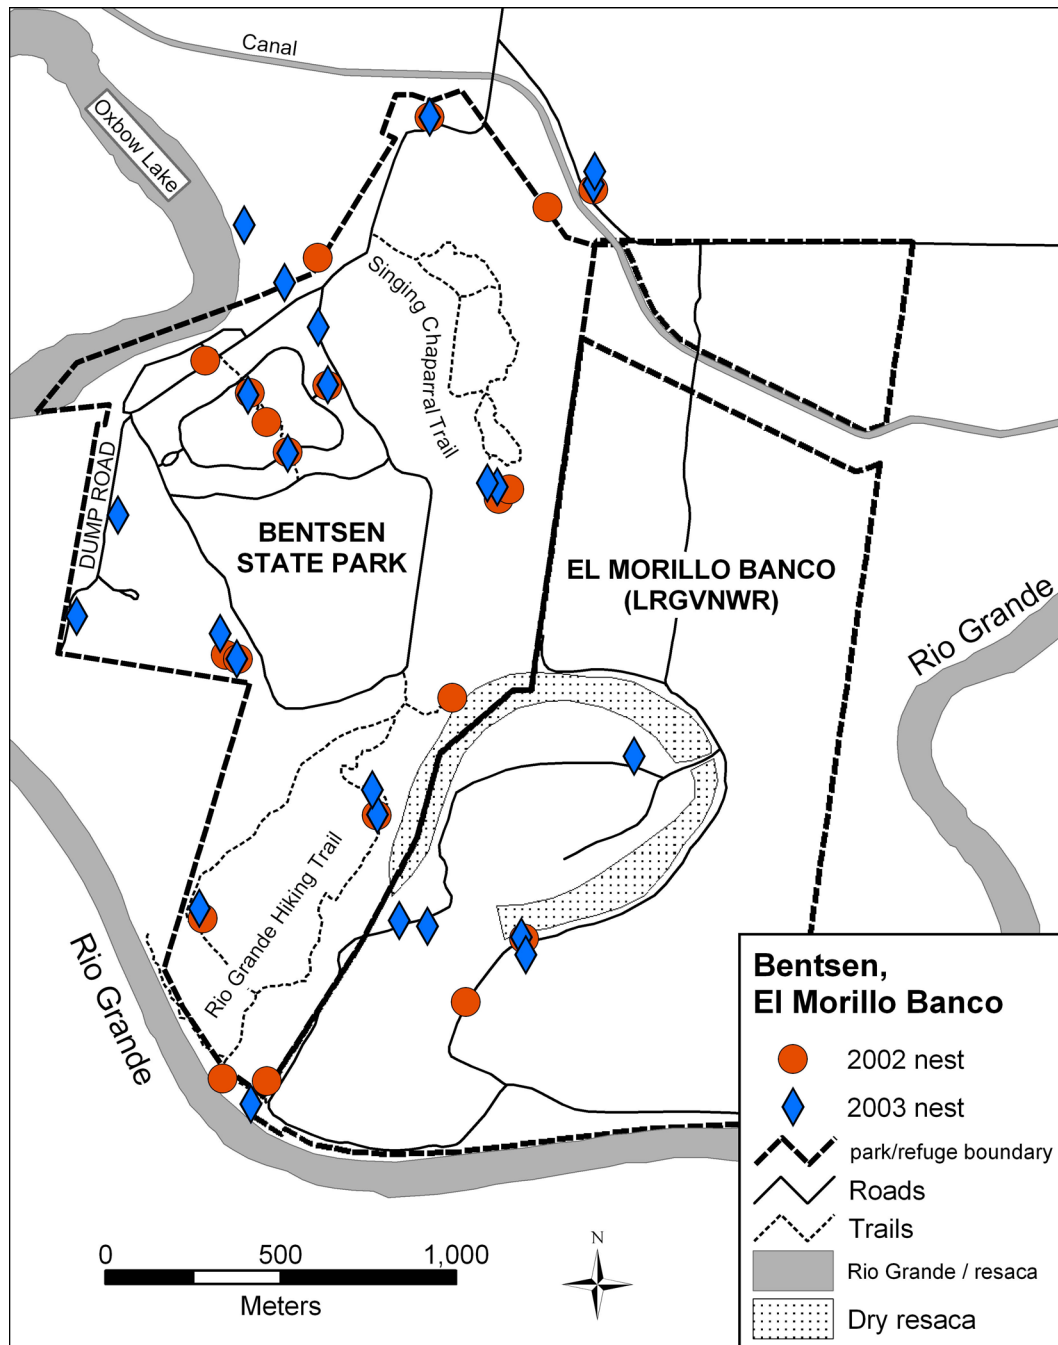 Canal
Oxbow Lake
Singing Chaparral Trail
DUMP ROAD
BENTSEN
STATE PARK
EL MORILLO BANCO
(LRGVNWR)
Rio Grande
Rio Grande Hiking Trail
Rio Grande
Bentsen,
El Morillo Banco
2002 nest
2003 nest
park/refuge boundary
Roads
Trails
Rio Grande / resaca
Dry resaca
0 500 1,000
Meters
N